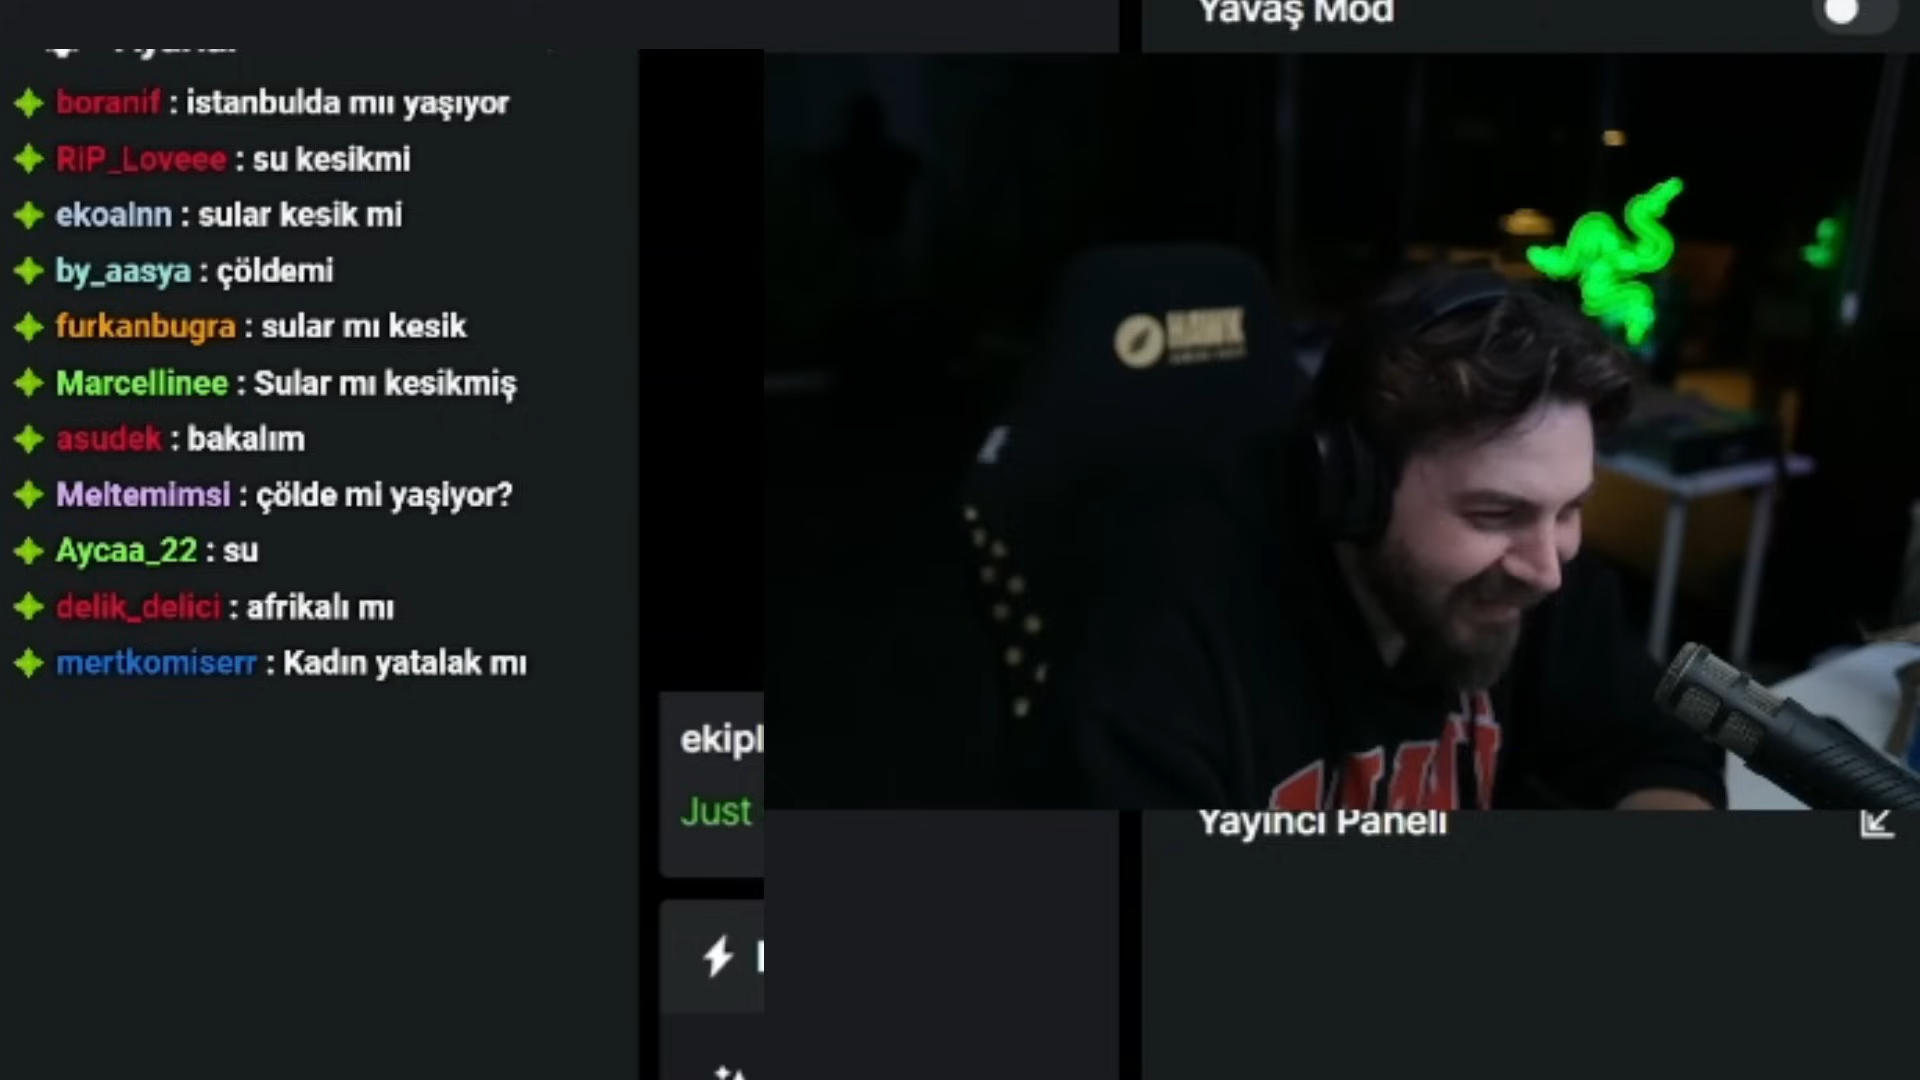 Yavaş Mod
boranif : istanbulda mıı yaşıyor
RiP_Loveee : su kesikmi
ekoalnn : sular kesik mi
by_aasya : çöldemi
furkanbugra : sular mı kesik
Marcellinee : Sular mı kesikmiş
asudek : bakalım
Meltemimsi : çölde mi yaşiyor?
Aycaa_22 : su
delik_delici : afrikalı mı
mertkomiserr : Kadın yatalak mı
HAWK
ekipl
Just
Yayıncı Paneli